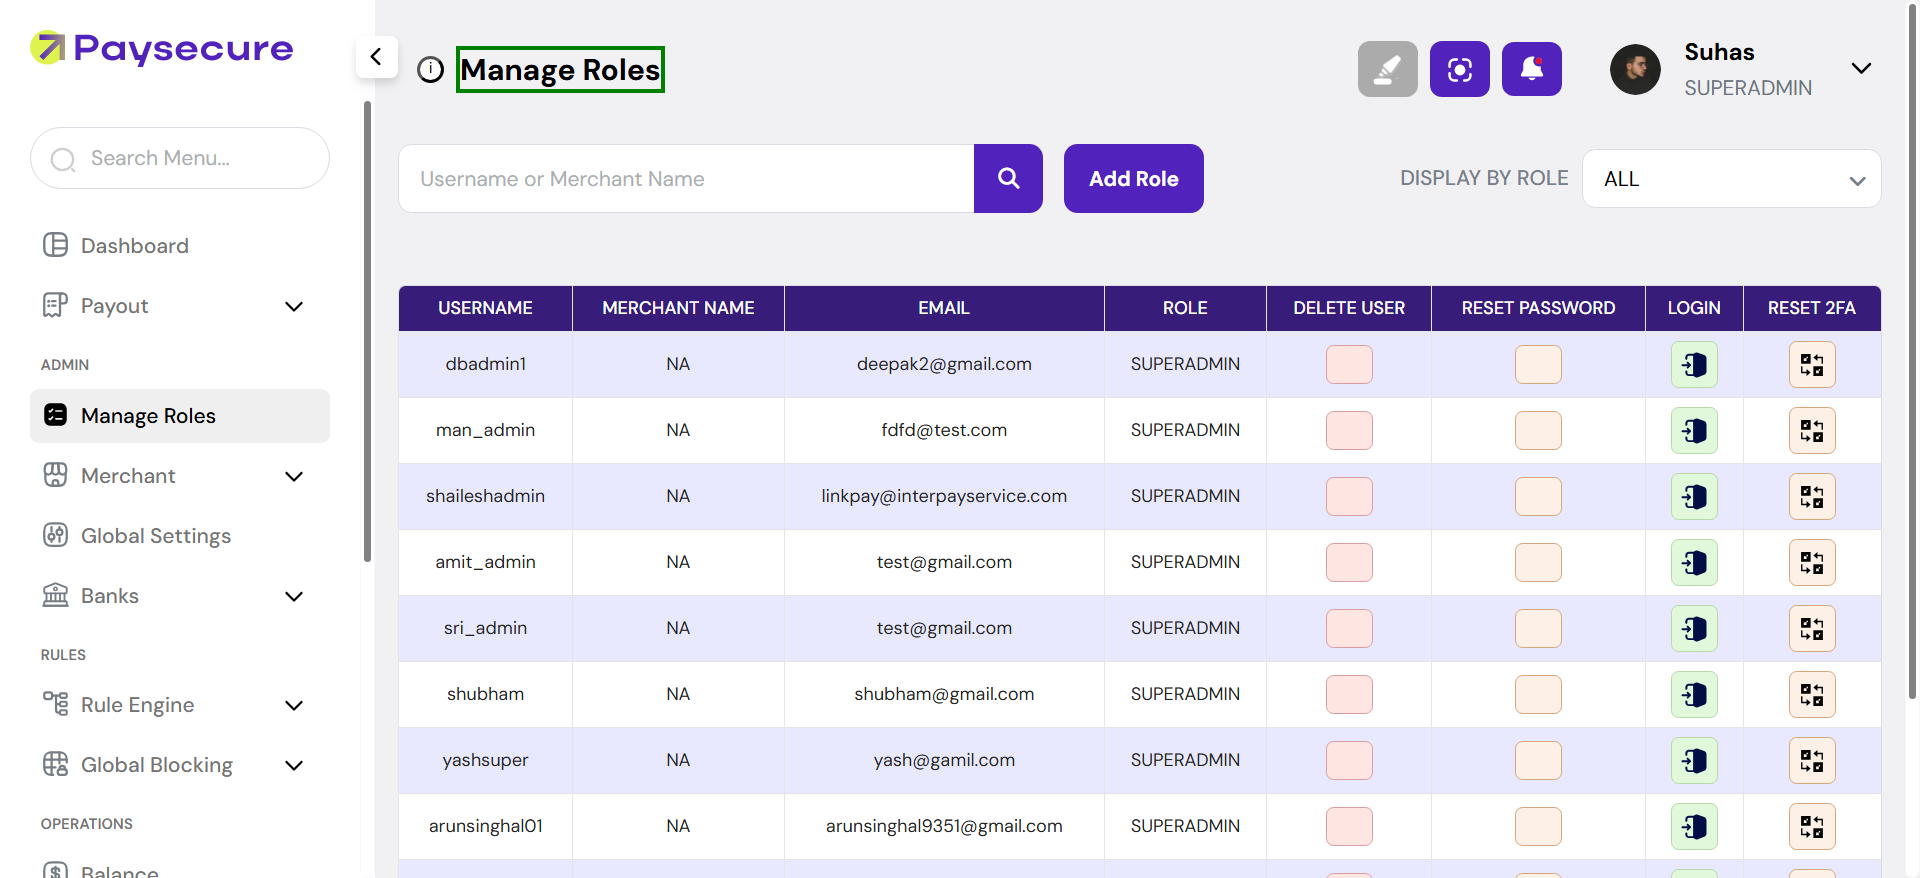 Paysecure
Manage Roles
Suhas
SUPERADMIN
Search Menu...
Username or Merchant Name
Add Role
DISPLAY BY ROLE
ALL
Dashboard
Payout
ADMIN
Manage Roles
Merchant
Global Settings
Banks
RULES
Rule Engine
Global Blocking
OPERATIONS
Balance
USERNAME MERCHANT NAME EMAIL ROLE DELETE USER RESET PASSWORD LOGIN RESET 2FA
dbadmin1 NA deepak2@gmail.com SUPERADMIN
man_admin NA fdfd@test.com SUPERADMIN
shaileshadmin NA linkpay@interpayservice.com SUPERADMIN
amit_admin NA test@gmail.com SUPERADMIN
sri_admin NA test@gmail.com SUPERADMIN
shubham NA shubham@gmail.com SUPERADMIN
yashsuper NA yash@gamil.com SUPERADMIN
arunsinghal01 NA arunsinghal9351@gmail.com SUPERADMIN